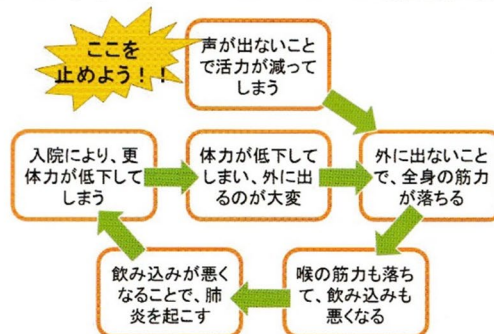 ここを
止めよう！！
声が出ないこと
で活力が減って
しまう
入院により、更
体力が低下して
しまう
体力が低下して
しまい、外に出
るのが大変
外に出ないこと
で、全身の筋力
が落ちる
飲み込みが悪く
なることで、肺
炎を起こす
喉の筋力も落ち
て、飲み込みも
悪くなる